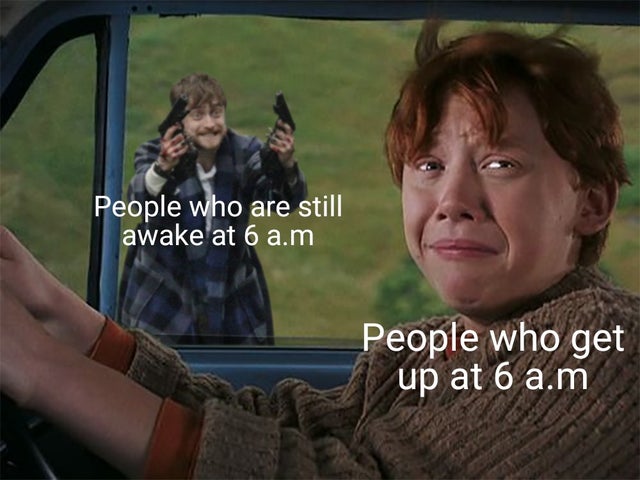 People who are still
awake at 6 a.m
People who get
up at 6 a.m